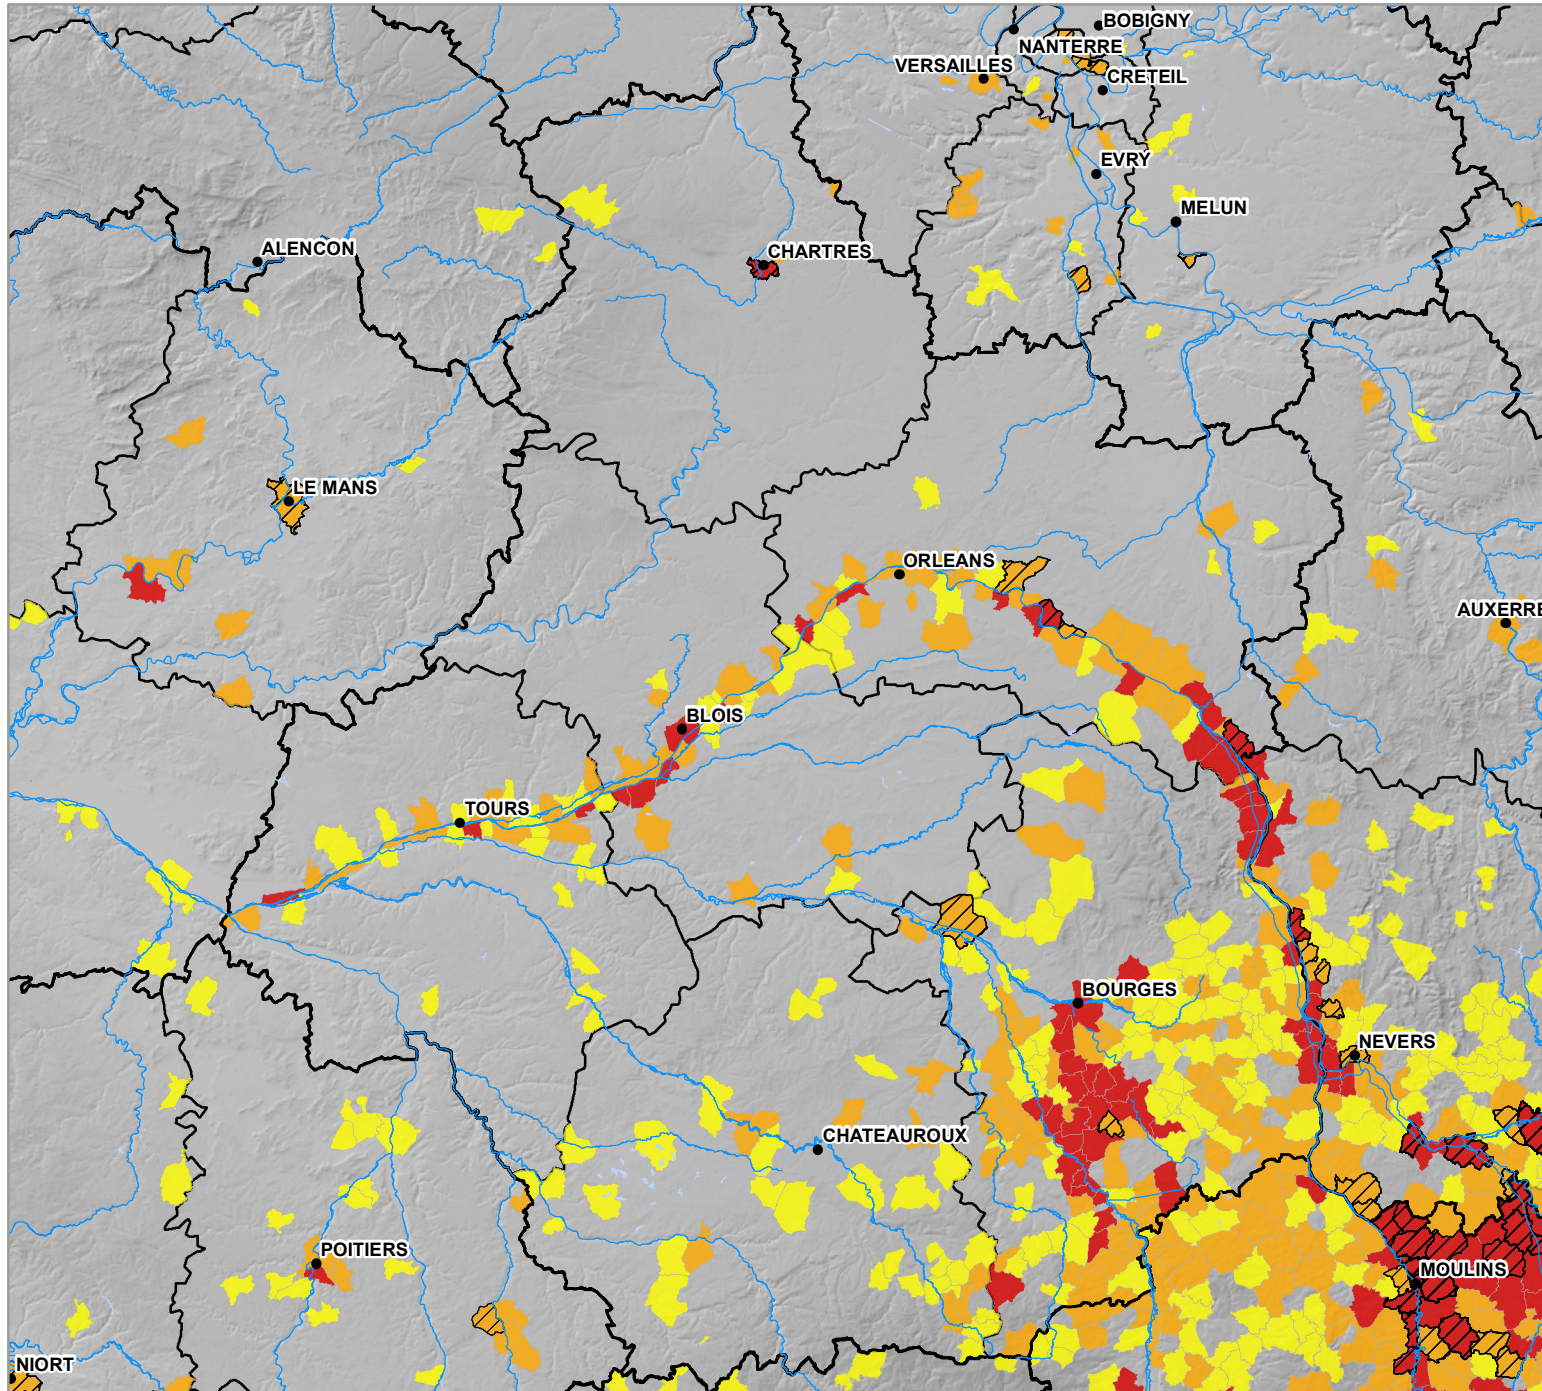 BOBIGNY
NANTERRE
VERSAILLES
CRETEIL
EVRY
MELUN
ALENCON
CHARTRES
LE MANS
ORLEANS
AUXERRE
BLOIS
TOURS
BOURGES
NEVERS
CHATEAUROUX
POITIERS
MOULINS
NIORT